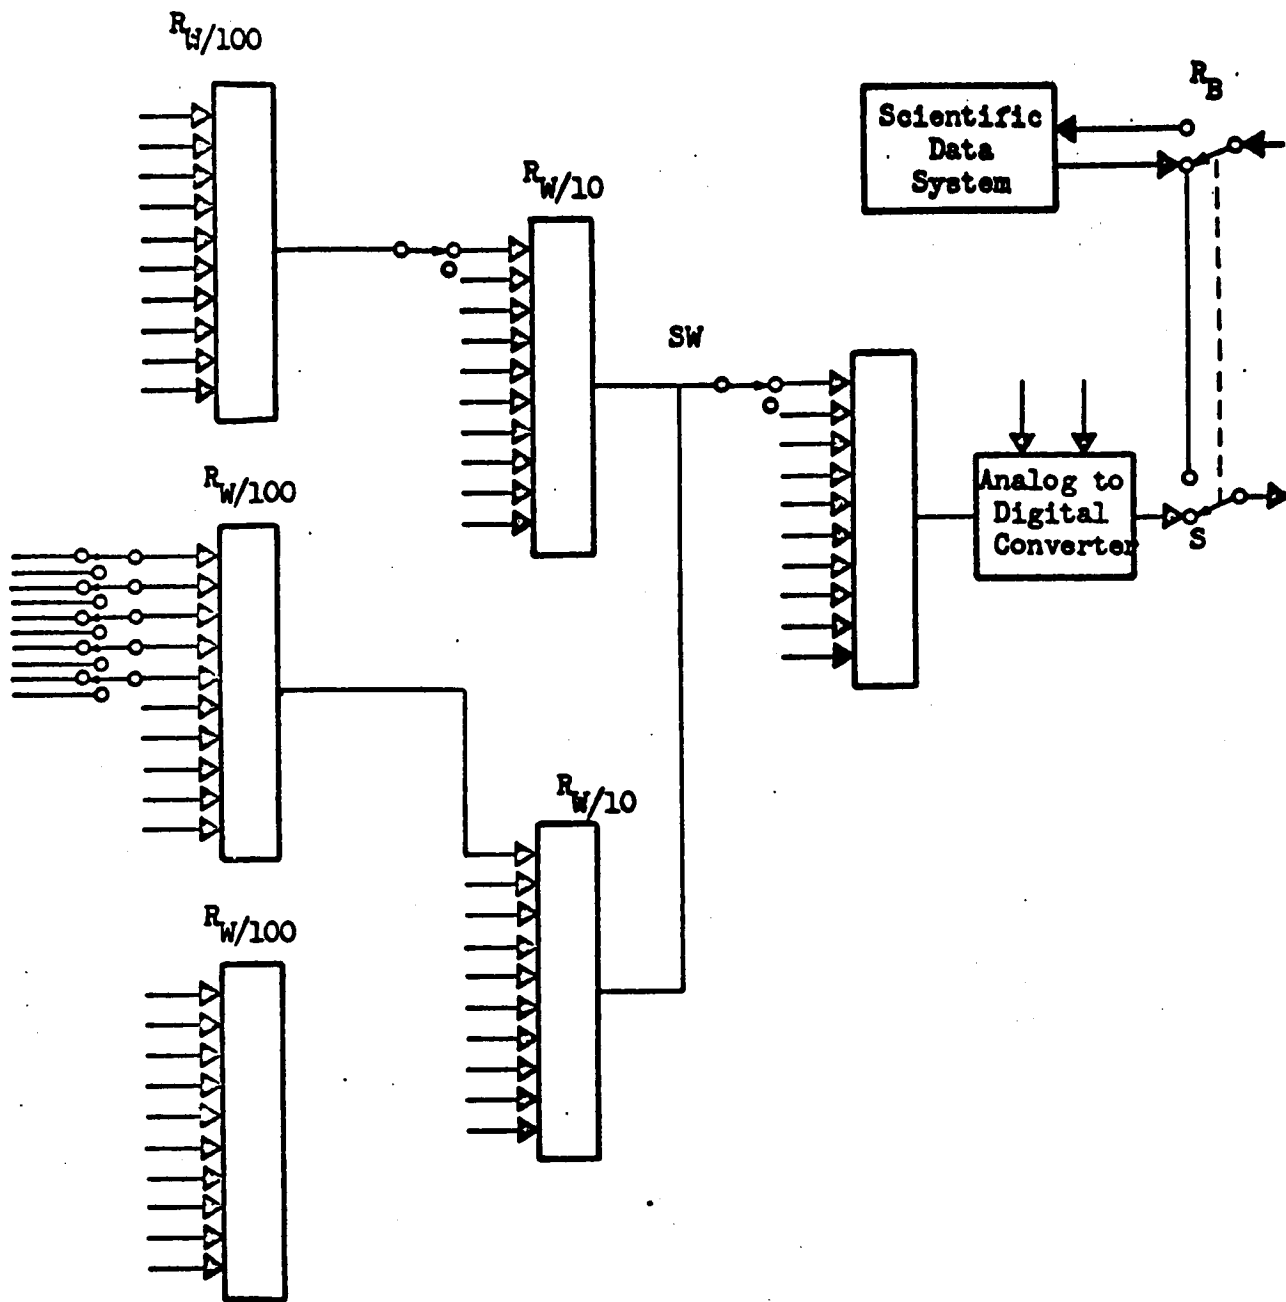 R_W/100
R_B
Scientific
Data
System
R_W/10
SW
R_W/100
Analog to
Digital
Converter
S
R_W/10
R_W/100